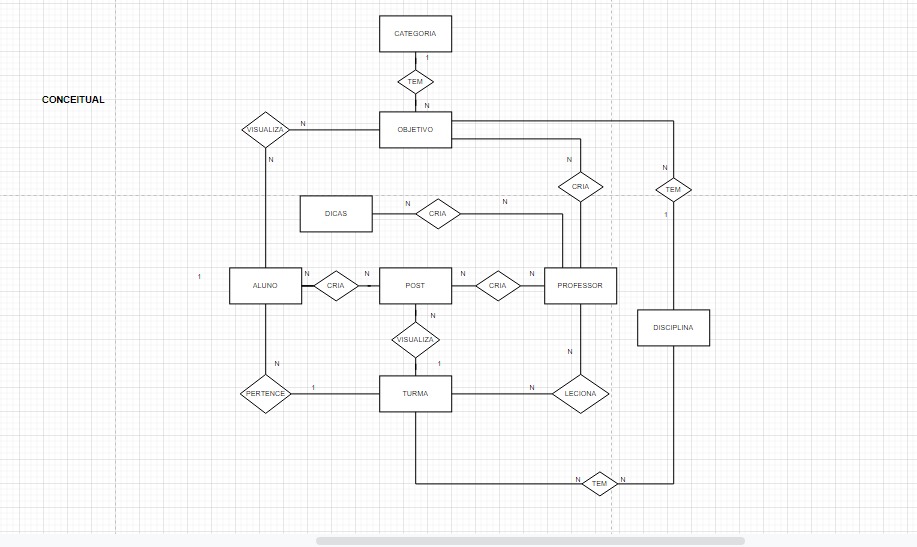 CATEGORIA
1
TEM
CONCEITUAL
N
VISUALIZA
N
OBJETIVO
N
N
N
CRIA
TEM
DICAS
N
CRIA
N
1
1
ALUNO
N
CRIA
N
POST
N
CRIA
N
PROFESSOR
N
DISCIPLINA
VISUALIZA
N
1
N
PERTENCE
1
TURMA
N
LECIONA
N
TEM
N